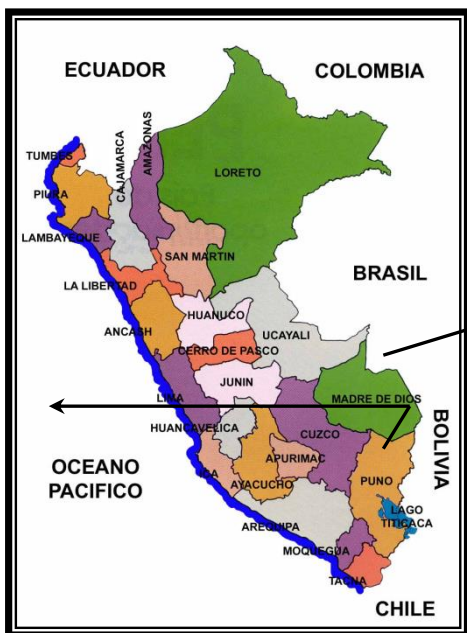 ECUADOR
COLOMBIA
TUMBES
CAJAMARCA
AMAZONAS
LORETO
PIURA
LAMBAYEQUE
SAN MARTIN
BRASIL
LA LIBERTAD
HUANUCO
ANCASH
UCAYALI
CERRO DE PASCO
JUNIN
LIMA
MADRE DE DIOS
HUANCAVELICA
CUZCO
BOLIVIA
OCEANO
PACIFICO
APURIMAC
ICA
AYACUCHO
PUNO
LAGO
TITICACA
AREQUIPA
MOQUEGUA
TACNA
CHILE